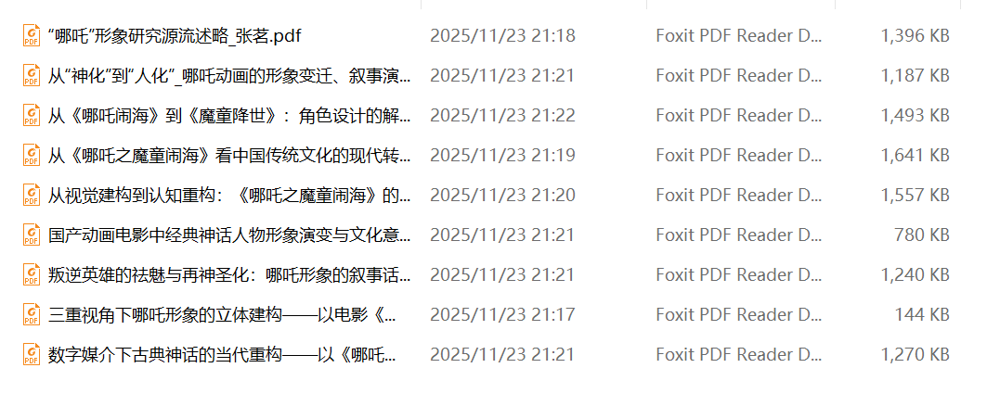 “哪吒”形象研究源流述略_张茗.pdf 2025/11/23 21:18 Foxit PDF Reader D... 1,396 KB
从“神化”到“人化”_哪吒动画的形象变迁、叙事演... 2025/11/23 21:21 Foxit PDF Reader D... 1,187 KB
从《哪吒闹海》到《魔童降世》：角色设计的解... 2025/11/23 21:22 Foxit PDF Reader D... 1,493 KB
从《哪吒之魔童闹海》看中国传统文化的现代转... 2025/11/23 21:19 Foxit PDF Reader D... 1,641 KB
从视觉建构到认知重构：《哪吒之魔童闹海》的... 2025/11/23 21:20 Foxit PDF Reader D... 1,557 KB
国产动画电影中经典神话人物形象演变与文化意... 2025/11/23 21:21 Foxit PDF Reader D... 780 KB
叛逆英雄的祛魅与再神圣化：哪吒形象的叙事话... 2025/11/23 21:21 Foxit PDF Reader D... 1,240 KB
三重视角下哪吒形象的立体建构——以电影《... 2025/11/23 21:17 Foxit PDF Reader D... 144 KB
数字媒介下古典神话的当代重构——以《哪吒... 2025/11/23 21:21 Foxit PDF Reader D... 1,270 KB